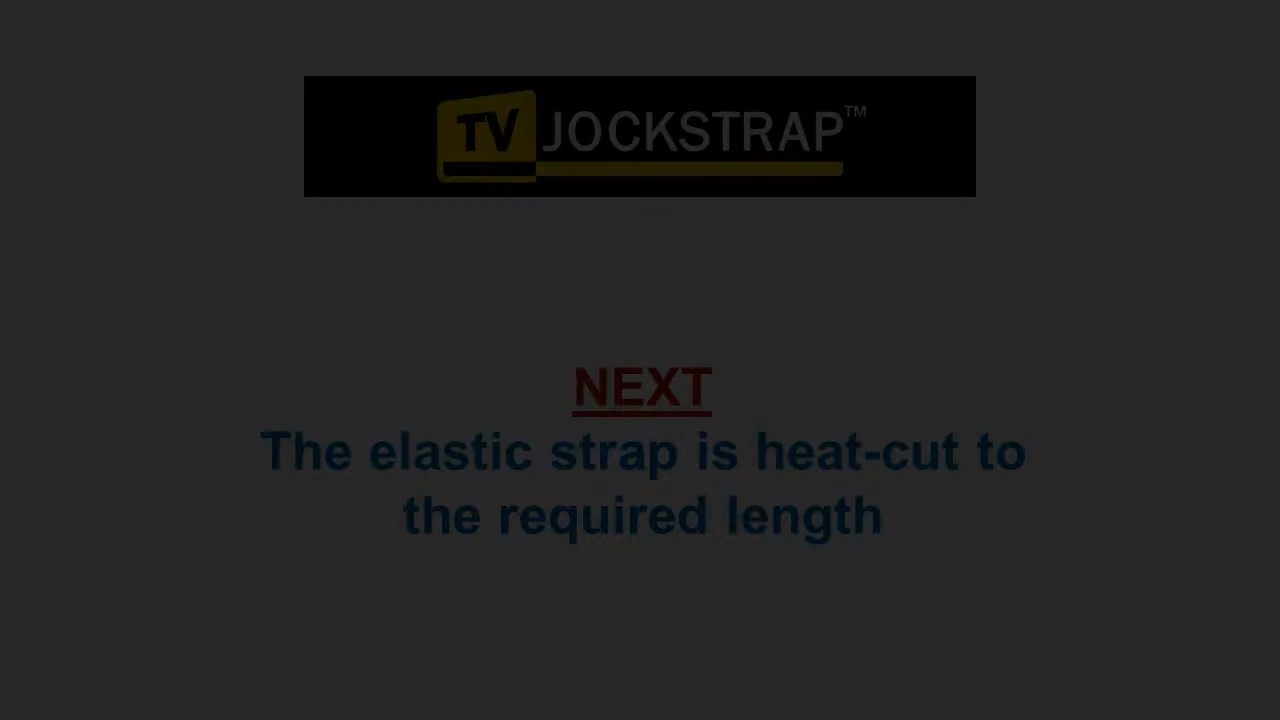 TV JOCKSTRAP™
NEXT
The elastic strap is heat-cut to
the required length